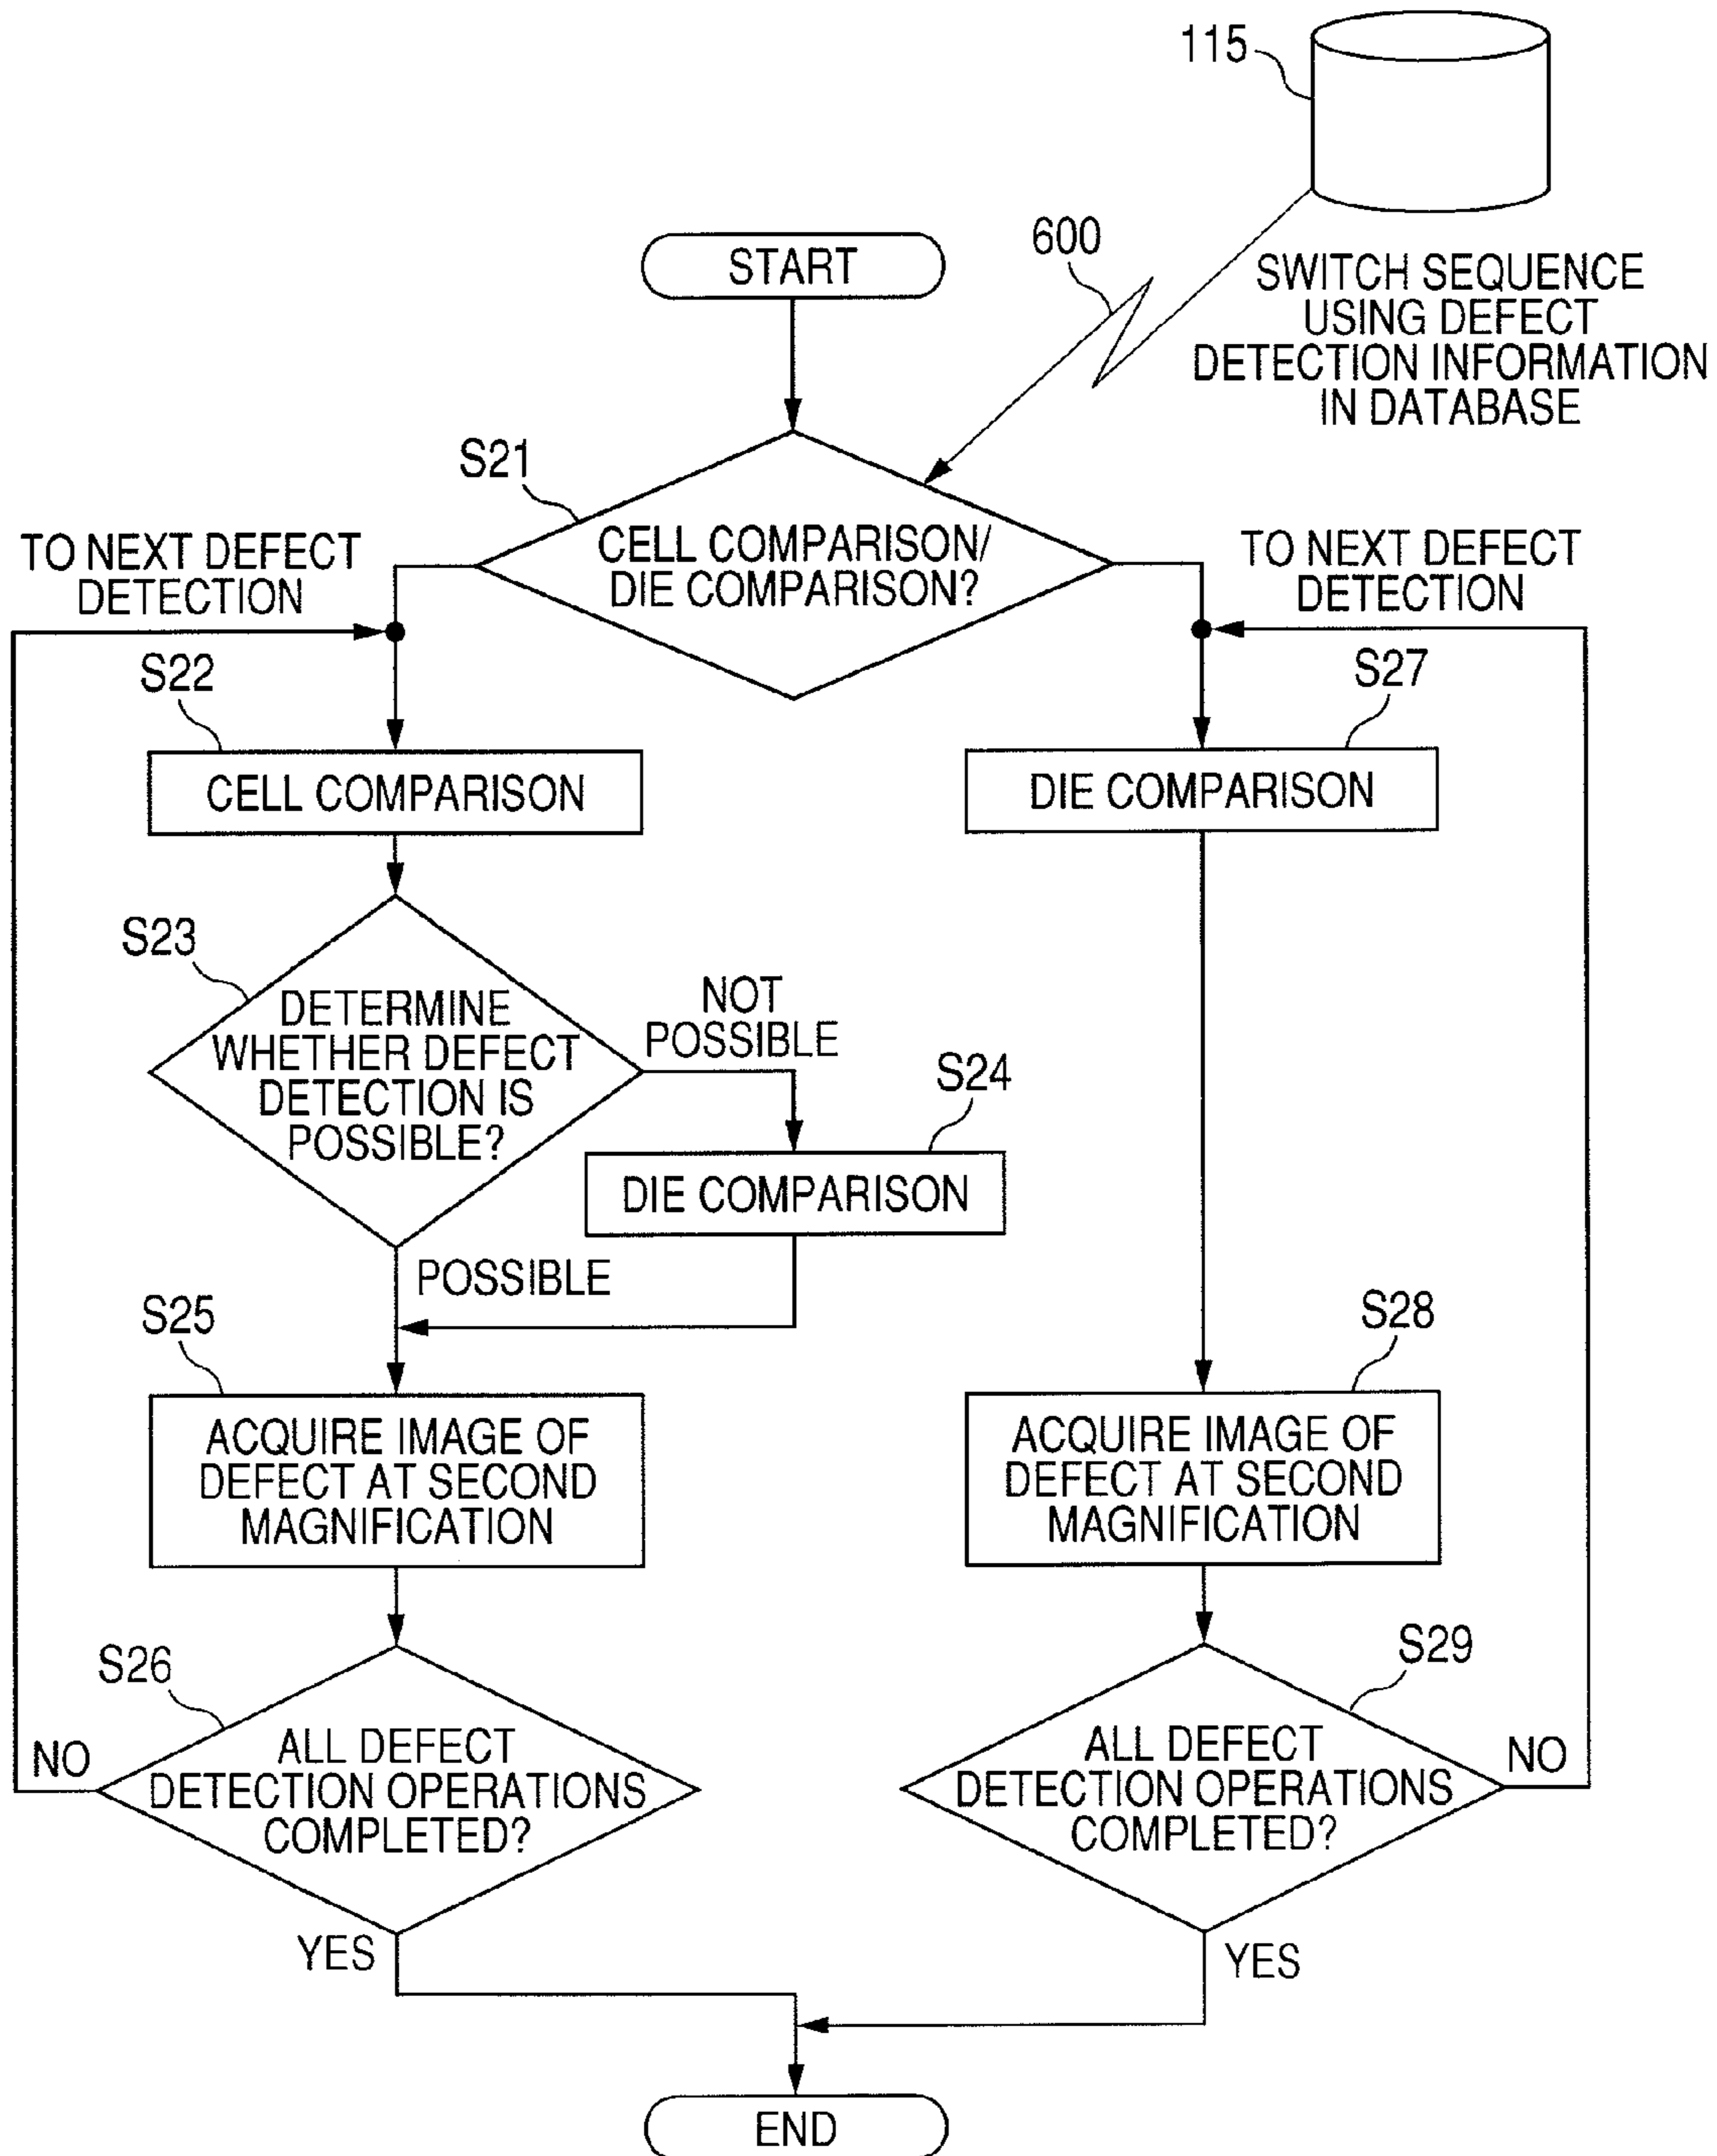 115
600
START
SWITCH SEQUENCE
USING DEFECT
DETECTION INFORMATION
IN DATABASE
S21
CELL COMPARISON/
DIE COMPARISON?
TO NEXT DEFECT
DETECTION
TO NEXT DEFECT
DETECTION
S22
CELL COMPARISON
S27
DIE COMPARISON
S23
DETERMINE
WHETHER DEFECT
DETECTION IS
POSSIBLE?
NOT
POSSIBLE
S24
DIE COMPARISON
POSSIBLE
S25
ACQUIRE IMAGE OF
DEFECT AT SECOND
MAGNIFICATION
S28
ACQUIRE IMAGE OF
DEFECT AT SECOND
MAGNIFICATION
S26
ALL DEFECT
DETECTION OPERATIONS
COMPLETED?
NO
YES
S29
ALL DEFECT
DETECTION OPERATIONS
COMPLETED?
NO
YES
END